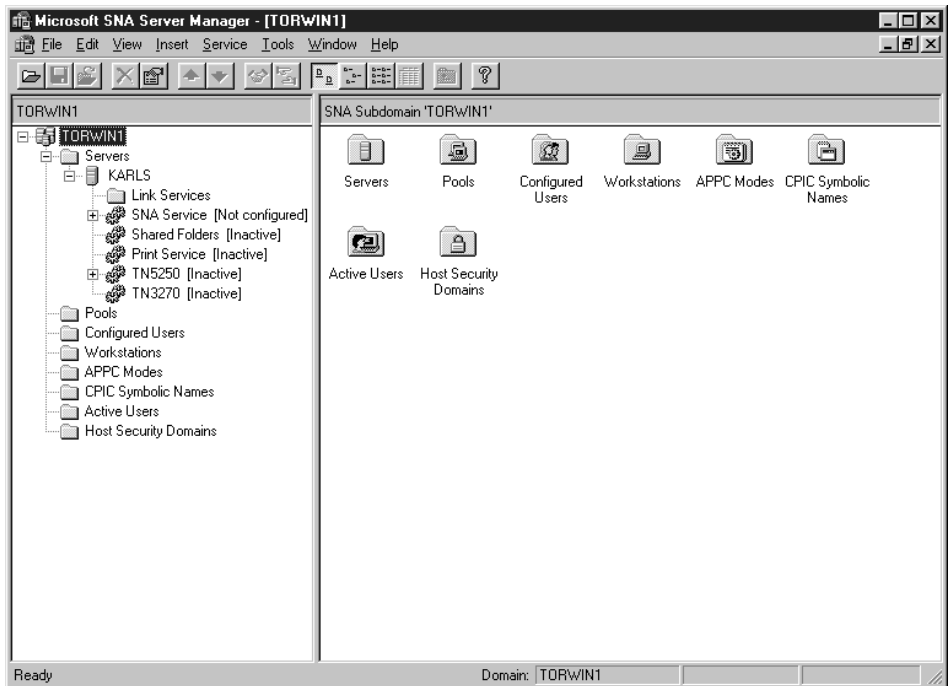 Microsoft SNA Server Manager - [TORWIN1]
File Edit View Insert Service Tools Window Help
TORWIN1
SNA Subdomain 'TORWIN1'
TORWIN1
Servers
KARLS
Link Services
SNA Service [Not configured]
Shared Folders [Inactive]
Print Service [Inactive]
TN5250 [Inactive]
TN3270 [Inactive]
Pools
Configured Users
Workstations
APPC Modes
CPIC Symbolic Names
Active Users
Host Security Domains
Servers
Pools
Configured
Users
Workstations
APPC Modes
CPIC Symbolic
Names
Active Users
Host Security
Domains
Ready
Domain: TORWIN1